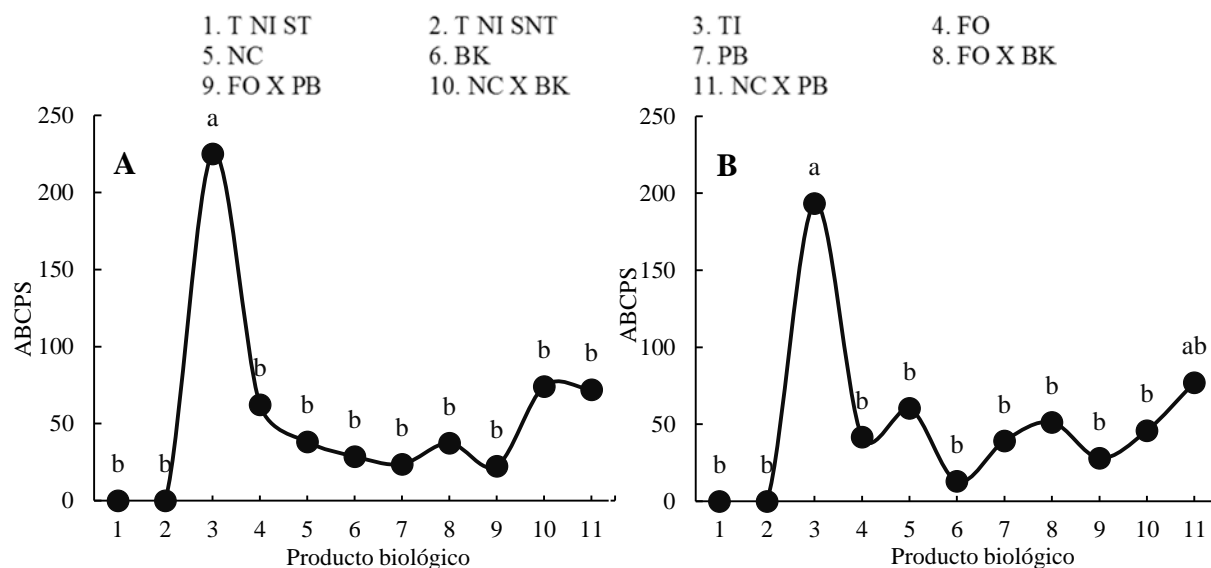 1. T NI ST 2. T NI SNT 3. TI 4. FO
5. NC 6. BK 7. PB 8. FO X BK
9. FO X PB 10. NC X BK 11. NC X PB
A
ABCPS
250
200
150
100
50
0
a
b b b b b b b b b b
1 2 3 4 5 6 7 8 9 10 11
Producto biológico
B
ABCPS
250
200
150
100
50
0
a
ab
b b b b b b b b b
1 2 3 4 5 6 7 8 9 10 11
Producto biológico